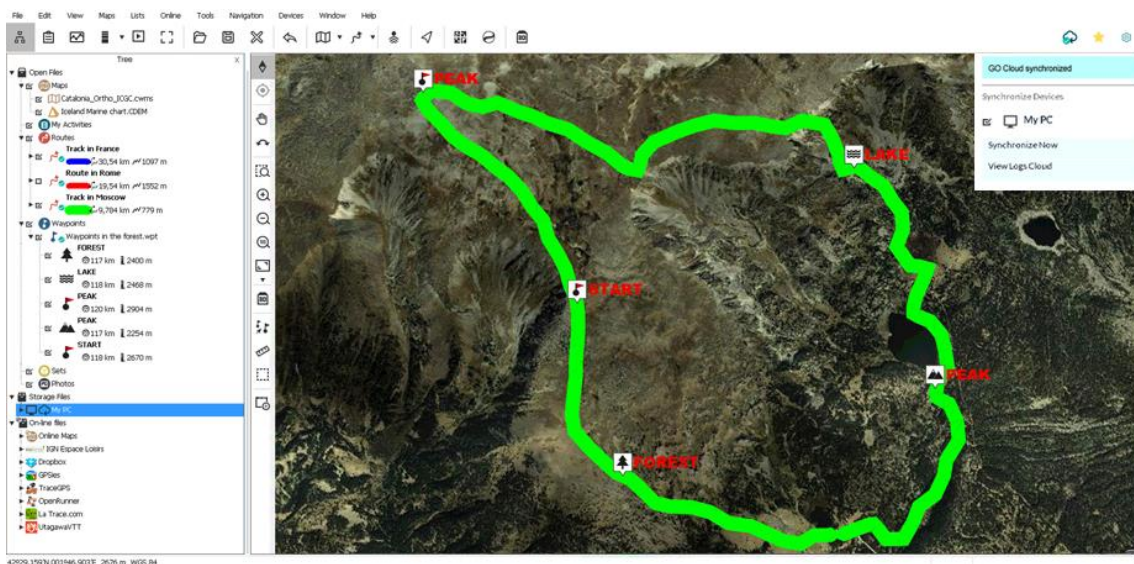 File Edit View Maps Lists Online Tools Navigation Devices Window Help
Tree X
Open Files
Maps
Catalonia_Ortho_ICGC.cwms
Iceland Marine chart.CDEM
My Activities
Routes
Track in France
30,54 km 1097 m
Route in Rome
19,54 km 1552 m
Track in Moscow
9,784 km 779 m
Waypoints
Waypoints in the forest.wpt
FOREST
117 km 2400 m
LAKE
118 km 2468 m
PEAK
120 km 2904 m
PEAK
117 km 2254 m
START
118 km 2670 m
Sets
Photos
Storage Files
My PC
On-line files
Online Maps
IGN Espace Loisirs
Dropbox
GPSies
TraceGPS
OpenRunner
La Trace.com
UtagawaVTT
PEAK
LAKE
START
PEAK
FOREST
GO Cloud synchronized
Synchronize Devices
My PC
Synchronize Now
View Logs Cloud
2676 m, WGS 84